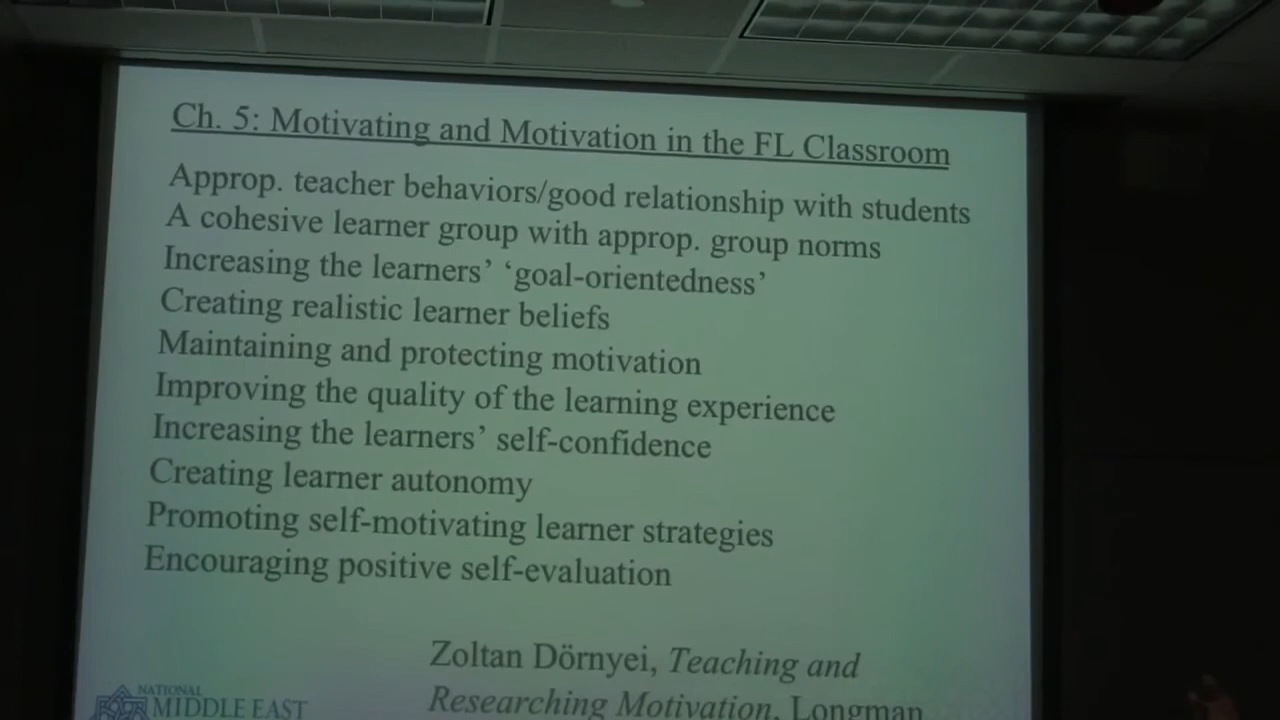 Ch. 5: Motivating and Motivation in the FL Classroom
Approp. teacher behaviors/good relationship with students
A cohesive learner group with approp. group norms
Increasing the learners’ ‘goal-orientedness’
Creating realistic learner beliefs
Maintaining and protecting motivation
Improving the quality of the learning experience
Increasing the learners’ self-confidence
Creating learner autonomy
Promoting self-motivating learner strategies
Encouraging positive self-evaluation
Zoltan Dörnyei, Teaching and
Researching Motivation, Longman
NATIONAL
MIDDLE EAST